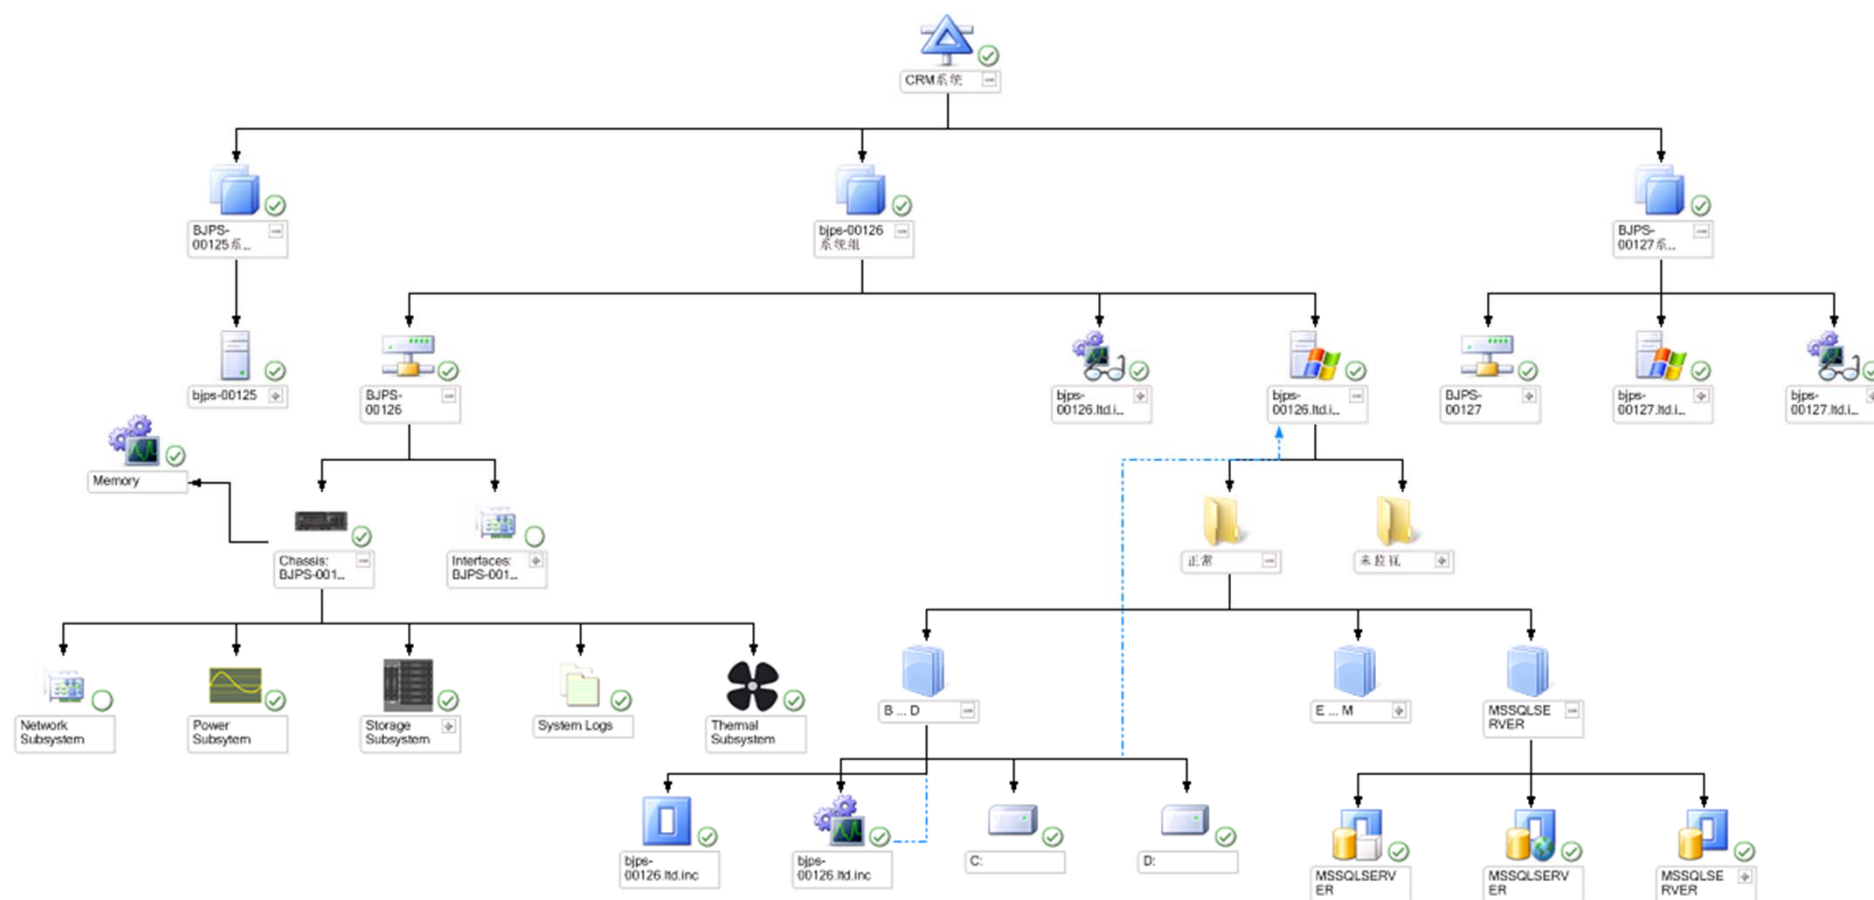 CRM系统
BJPS-
00125系...
bjps-00126
系统组
BJPS-
00127系...
bjps-00125
BJPS-
00126
bjps-
00126.ltd.i...
bjps-
00126.ltd.i...
BJPS-
00127
bjps-
00127.ltd.i...
bjps-
00127.ltd.i...
Memory
Chassis:
BJPS-001...
Interfaces:
BJPS-001...
正常
未监视
Network
Subsystem
Power
Subsytem
Storage
Subsystem
System Logs
Thermal
Subsystem
B ... D
E ... M
MSSQLSE
RVER
bjps-
00126.ltd.inc
bjps-
00126.ltd.inc
C:
D:
MSSQLSERV
ER
MSSQLSERV
ER
MSSQLSE
RVER